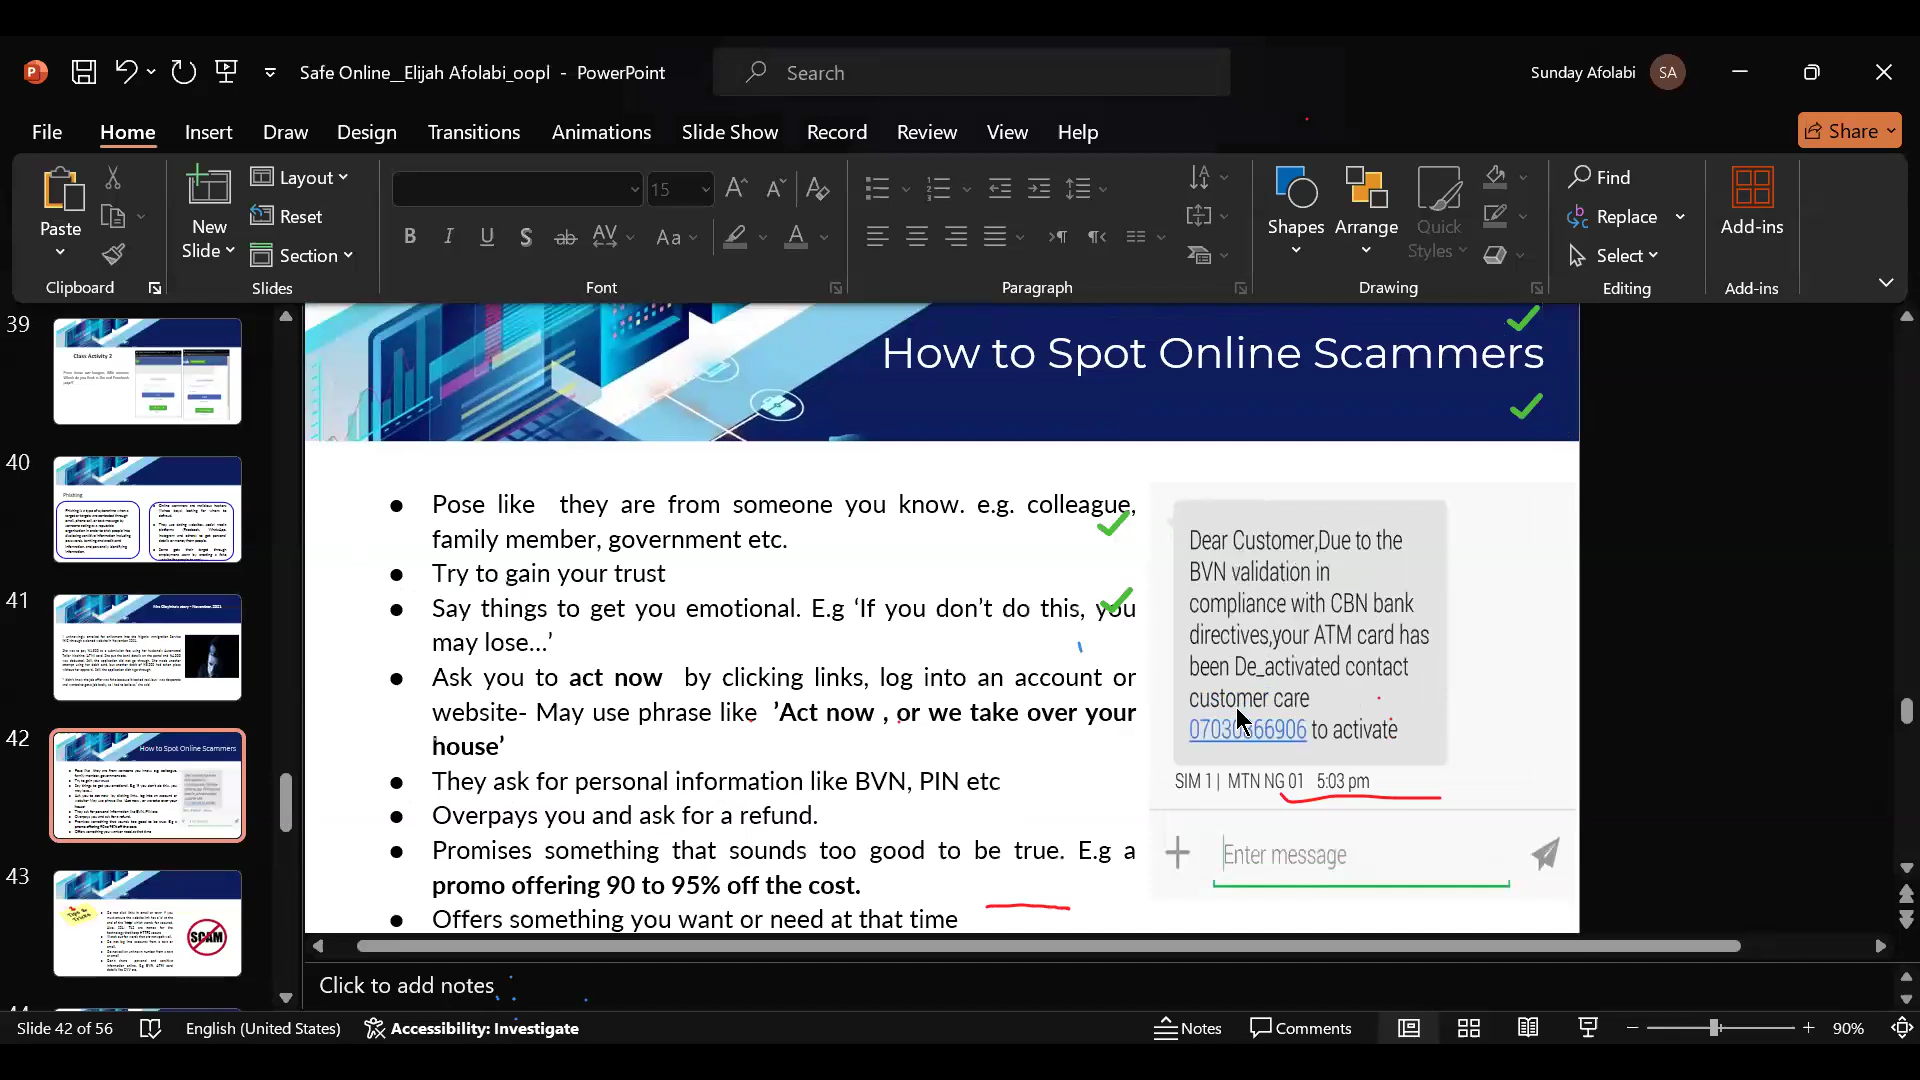 Safe Online__Elijah Afolabi_oopl - PowerPoint
Search
Sunday Afolabi
SA
File
Home
Insert
Draw
Design
Transitions
Animations
Slide Show
Record
Review
View
Help
Share
Paste
Clipboard
New
Slide
Layout
Reset
Section
Slides
15
Font
Paragraph
Shapes
Arrange
Quick
Styles
Drawing
Find
Replace
Select
Editing
Add-ins
Add-ins
39
Class Activity 2
40
Phishing
41
42
How to Spot Online Scammers
43
SCAM
How to Spot Online Scammers
● Pose like they are from someone you know. e.g. colleague,
family member, government etc.
● Try to gain your trust
● Say things to get you emotional. E.g ‘If you don’t do this, you
may lose...’
● Ask you to act now by clicking links, log into an account or
website- May use phrase like ’Act now , or we take over your
house’
● They ask for personal information like BVN, PIN etc
● Overpays you and ask for a refund.
● Promises something that sounds too good to be true. E.g a
promo offering 90 to 95% off the cost.
● Offers something you want or need at that time
Dear Customer,Due to the
BVN validation in
compliance with CBN bank
directives,your ATM card has
been De_activated contact
customer care
to activate
SIM 1 | MTN NG 01 5:03 pm
Enter message
Click to add notes
Slide 42 of 56
English (United States)
Accessibility: Investigate
Notes
Comments
90%